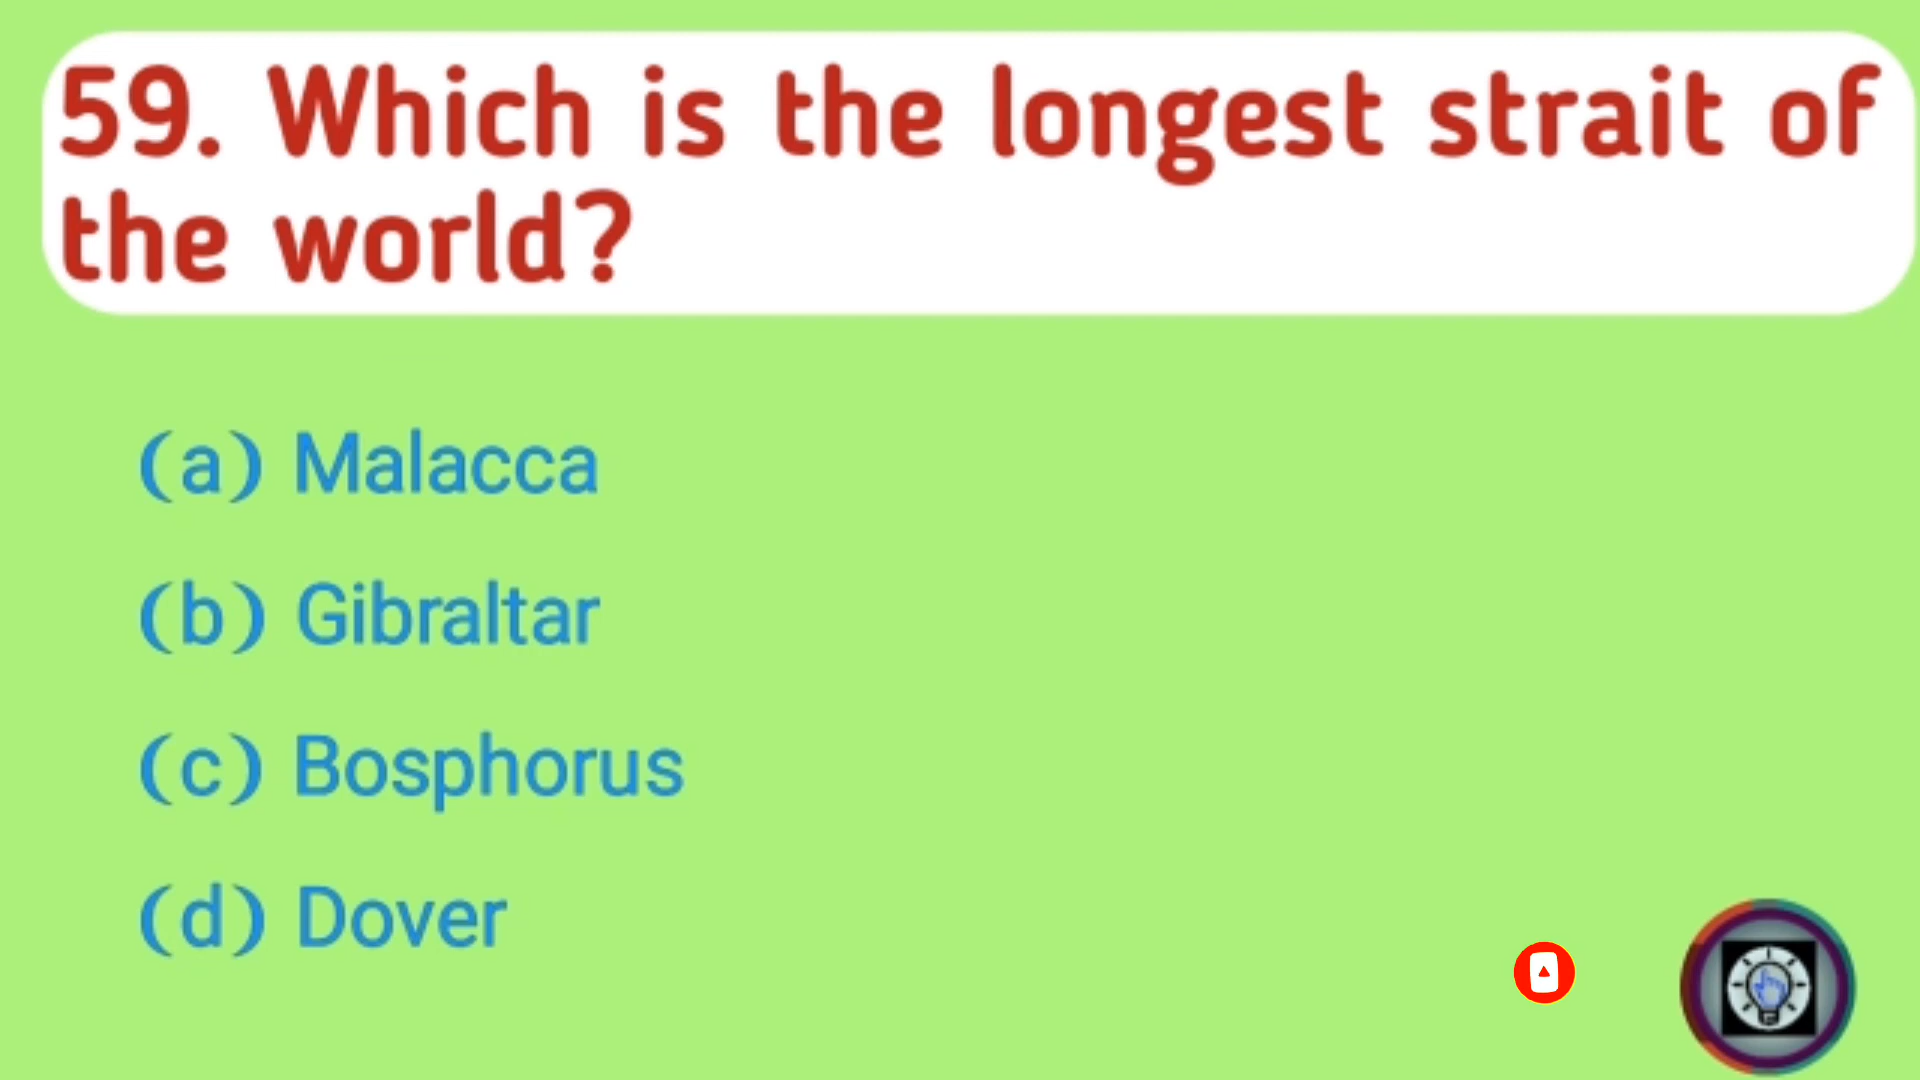 59. Which is the longest strait of
the world?
(a) Malacca
(b) Gibraltar
(c) Bosphorus
(d) Dover